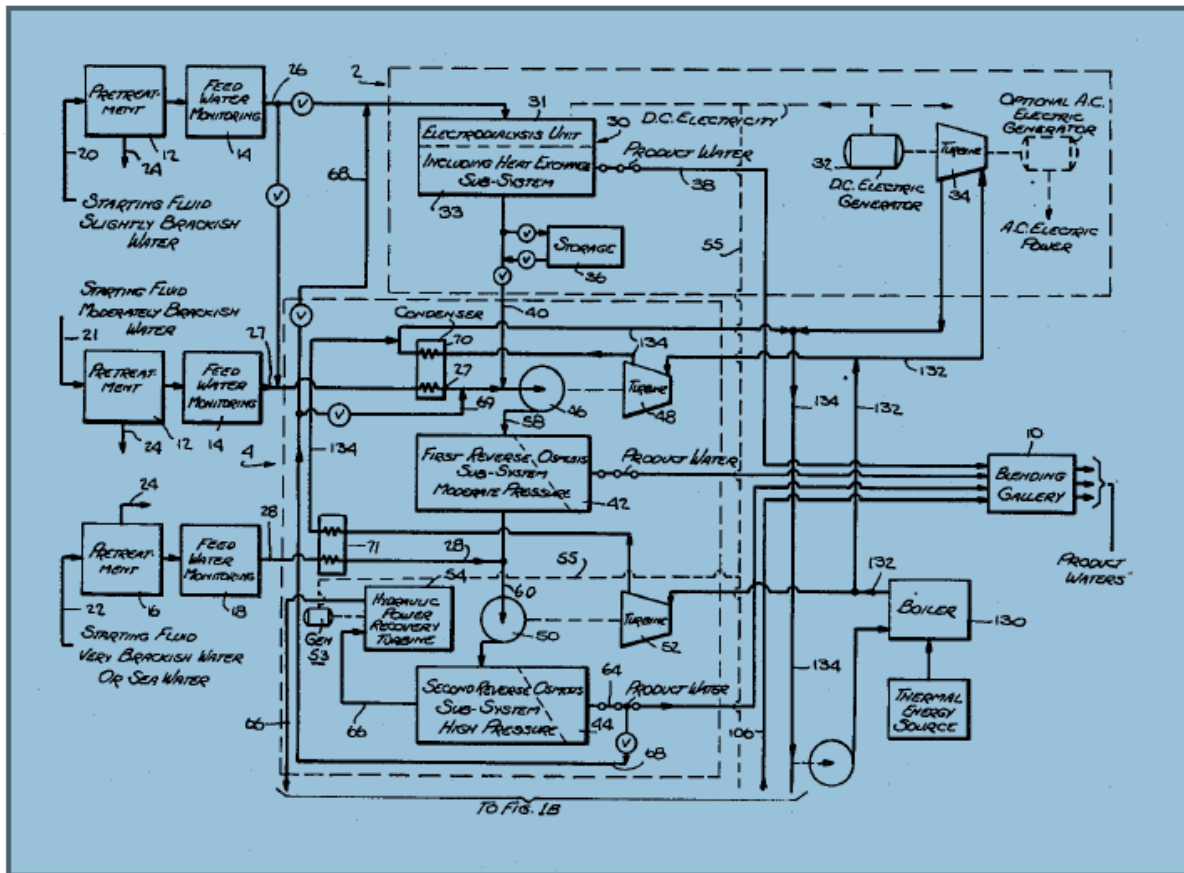 PRETREAT-
MENT
FEED
WATER
MONITORING
26
V
20
24
12
14
STARTING FLUID
SLIGHTLY BRACKISH
WATER
V
68
2
31
ELECTRODIALYSIS UNIT
30
INCLUDING HEAT EXCHANGE
SUB-SYSTEM
33
PRODUCT WATER
38
D.C. ELECTRICITY
32
D.C. ELECTRIC
GENERATOR
TURBINE
34
OPTIONAL A.C.
ELECTRIC
GENERATOR
A.C. ELECTRIC
POWER
55
V
V
V
STORAGE
36
40
STARTING FLUID
MODERATELY BRACKISH
WATER
21
27
PRETREAT-
MENT
FEED
WATER
MONITORING
24
12
14
V
4
134
CONDENSER
70
27
V
69
134
46
TURBINE
48
58
132
134
132
FIRST REVERSE OSMOSIS
SUB-SYSTEM
MODERATE PRESSURE
42
PRODUCT WATER
10
BLENDING
GALLERY
"PRODUCT
WATERS"
24
28
PRETREAT-
MENT
FEED
WATER
MONITORING
22
16
18
STARTING FLUID
VERY BRACKISH WATER
OR SEA WATER
71
28
55
54
HYDRAULIC
POWER
RECOVERY
TURBINE
GEN
53
60
50
TURBINE
52
132
BOILER
130
THERMAL
ENERGY
SOURCE
134
SECOND REVERSE OSMOSIS
SUB-SYSTEM
HIGH PRESSURE
44
64
PRODUCT WATER
V
66
66
68
106
TO FIG. 1B